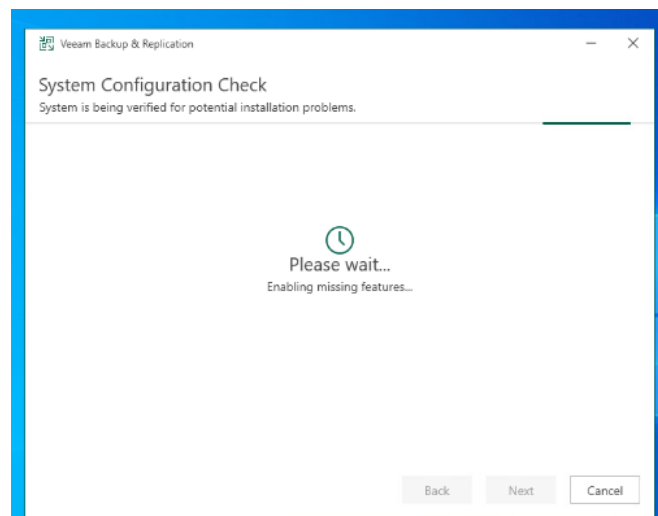 Veeam Backup & Replication
System Configuration Check
System is being verified for potential installation problems.
Please wait...
Enabling missing features...
Back Next Cancel